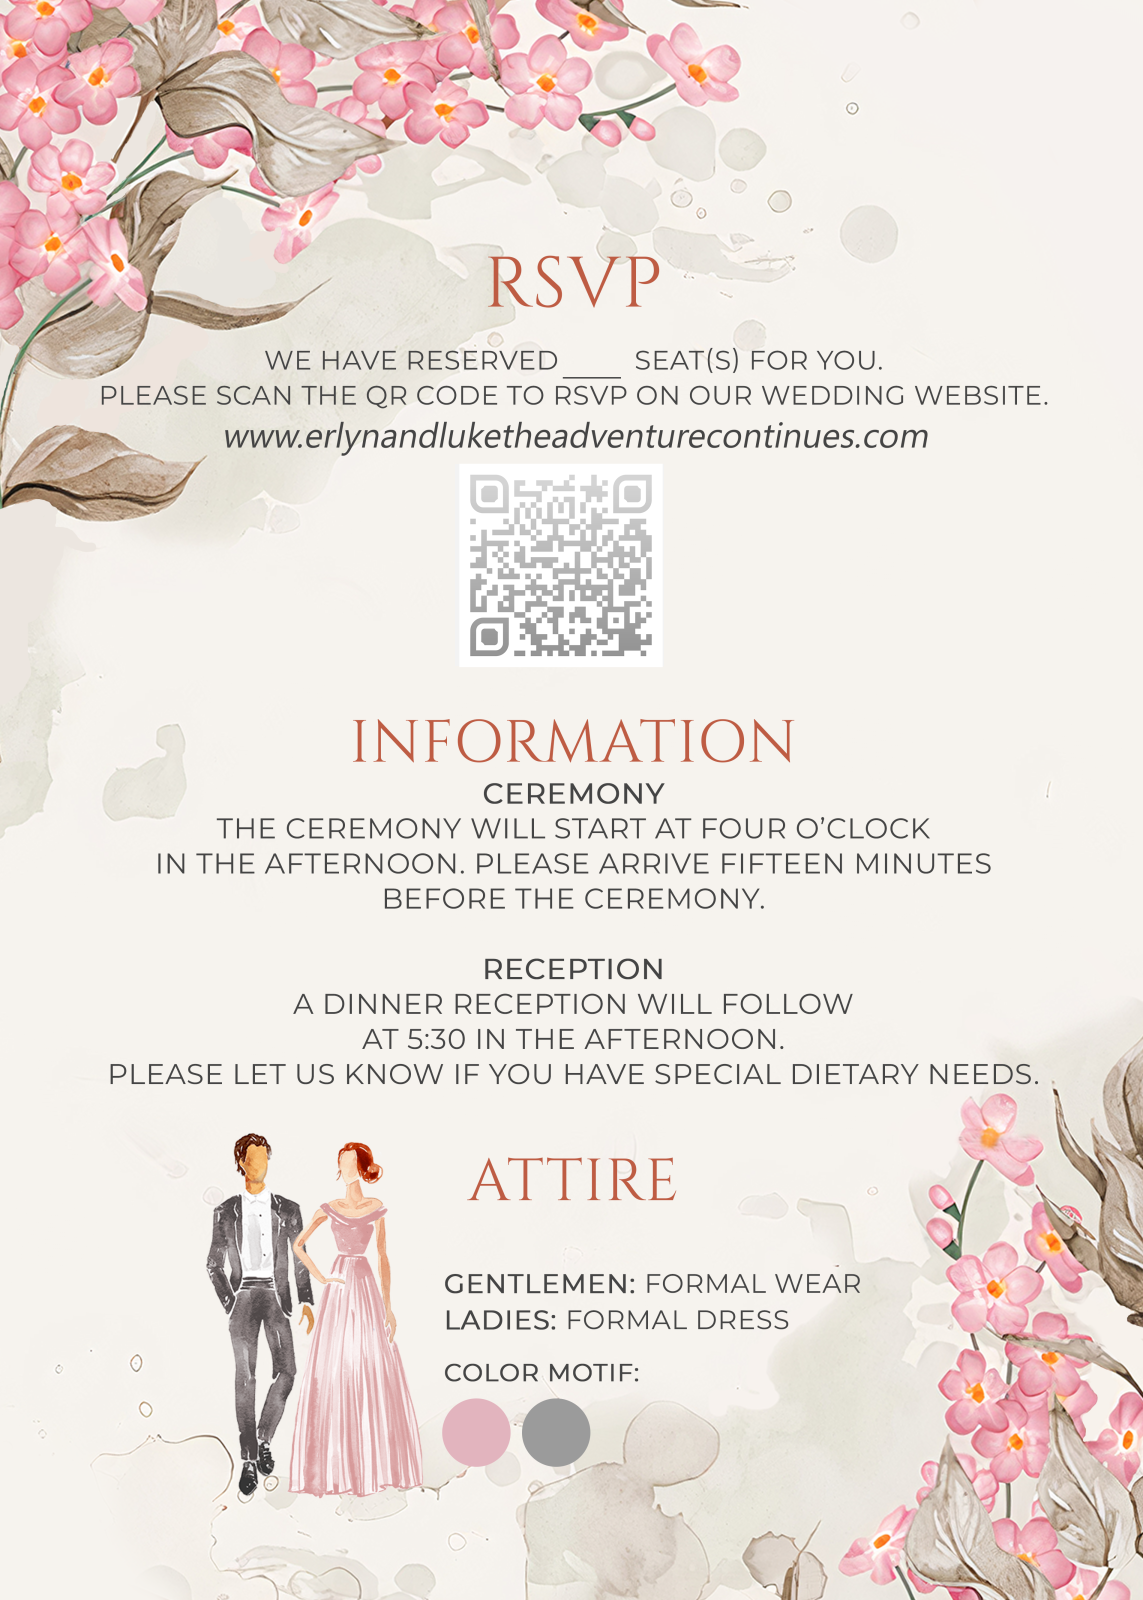 RSVP
WE HAVE RESERVED____ SEAT(S) FOR YOU.
PLEASE SCAN THE QR CODE TO RSVP ON OUR WEDDING WEBSITE.
www.erlynandluketheadventurecontinues.com
INFORMATION
CEREMONY
THE CEREMONY WILL START AT FOUR O’CLOCK
IN THE AFTERNOON. PLEASE ARRIVE FIFTEEN MINUTES
BEFORE THE CEREMONY.
RECEPTION
A DINNER RECEPTION WILL FOLLOW
AT 5:30 IN THE AFTERNOON.
PLEASE LET US KNOW IF YOU HAVE SPECIAL DIETARY NEEDS.
ATTIRE
GENTLEMEN: FORMAL WEAR
LADIES: FORMAL DRESS
COLOR MOTIF: